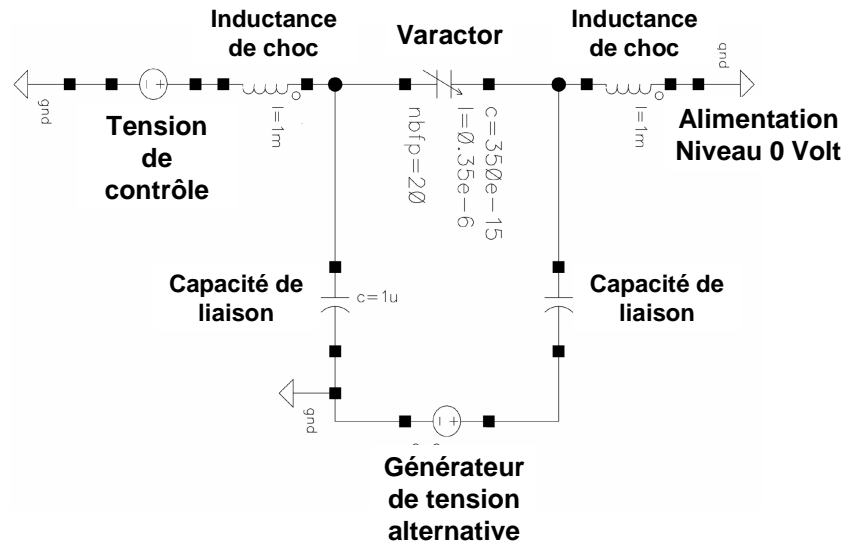 Inductance
de choc
Varactor
Inductance
de choc
gnd
gnd
l=1m
l=1m
Tension
de
contrôle
nbfp=20
l=0.35e-6
c=350e-15
Alimentation
Niveau 0 Volt
Capacité de
liaison
c=1u
Capacité de
liaison
gnd
Générateur
de tension
alternative